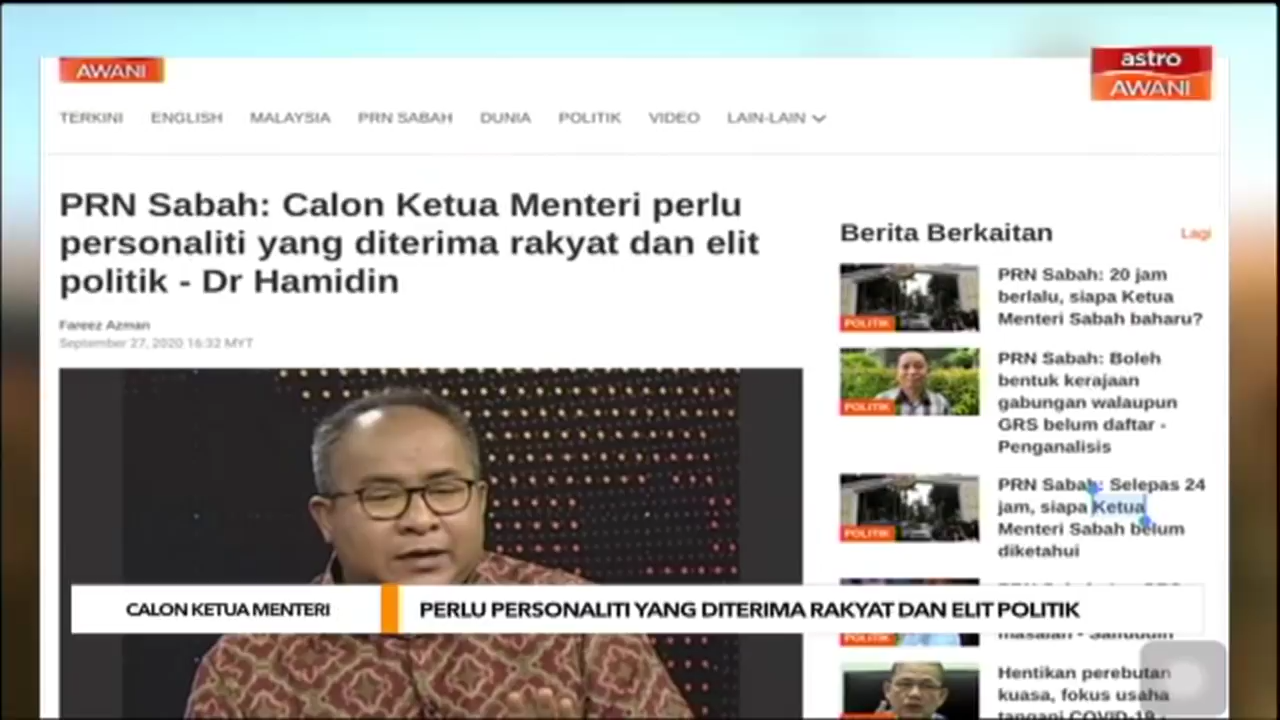 AWANI
astro
AWANI
TERKINI ENGLISH MALAYSIA PRN SABAH DUNIA POLITIK VIDEO LAIN-LAIN
PRN Sabah: Calon Ketua Menteri perlu
personaliti yang diterima rakyat dan elit
politik - Dr Hamidin
Fareez Azman
September 27, 2020 16:32 MYT
Berita Berkaitan
Lagi
PRN Sabah: 20 jam
berlalu, siapa Ketua
Menteri Sabah baharu?
POLITIK
PRN Sabah: Boleh
bentuk kerajaan
gabungan walaupun
GRS belum daftar -
Penganalisis
POLITIK
PRN Sabah: Selepas 24
jam, siapa Ketua
Menteri Sabah belum
diketahui
POLITIK
CALON KETUA MENTERI
PERLU PERSONALITI YANG DITERIMA RAKYAT DAN ELIT POLITIK
POLITIK
Hentikan perebutan
kuasa, fokus usaha
tangani COVID-19 -